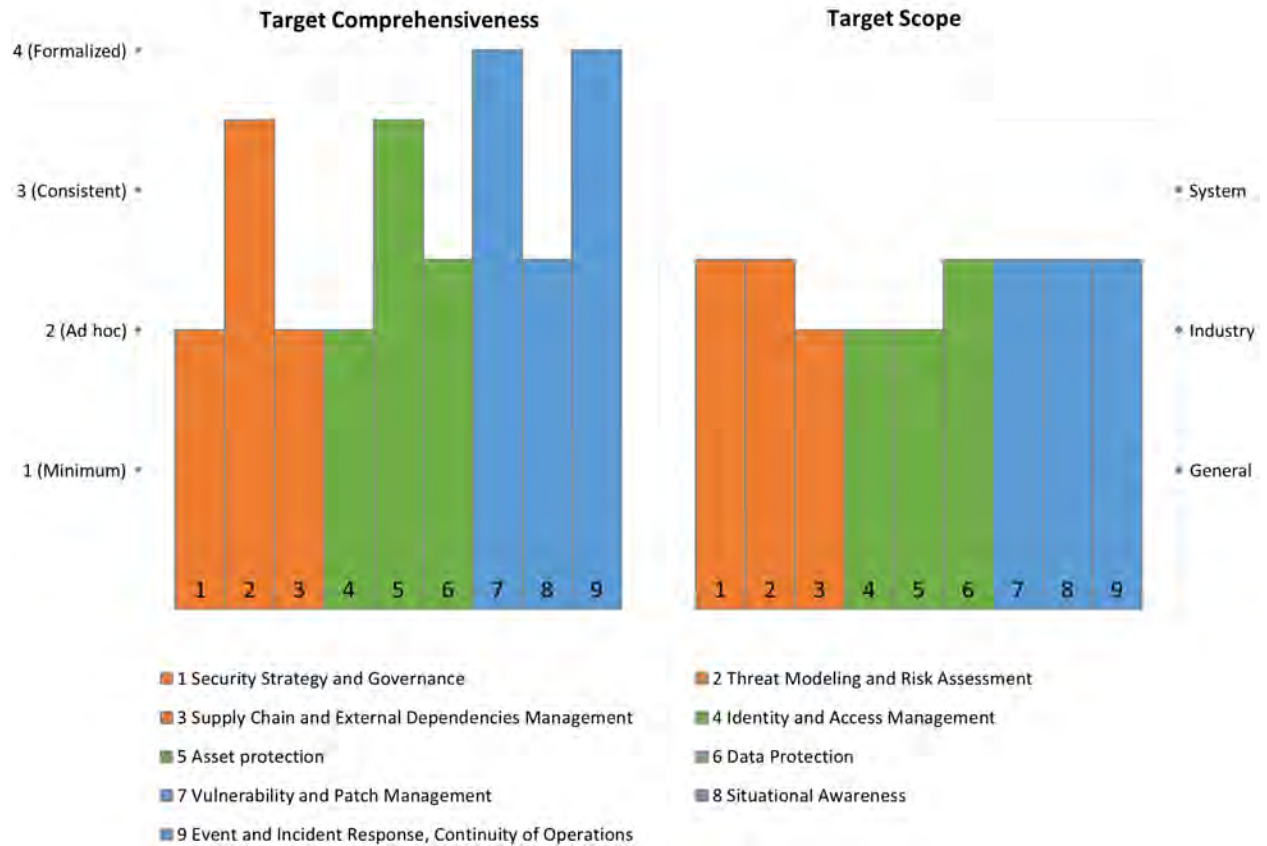 Target Comprehensiveness
Target Scope
4 (Formalized)
3 (Consistent)
2 (Ad hoc)
1 (Minimum)
System
Industry
General
1 2 3 4 5 6 7 8 9
1 2 3 4 5 6 7 8 9
1 Security Strategy and Governance
2 Threat Modeling and Risk Assessment
3 Supply Chain and External Dependencies Management
4 Identity and Access Management
5 Asset protection
6 Data Protection
7 Vulnerability and Patch Management
8 Situational Awareness
9 Event and Incident Response, Continuity of Operations